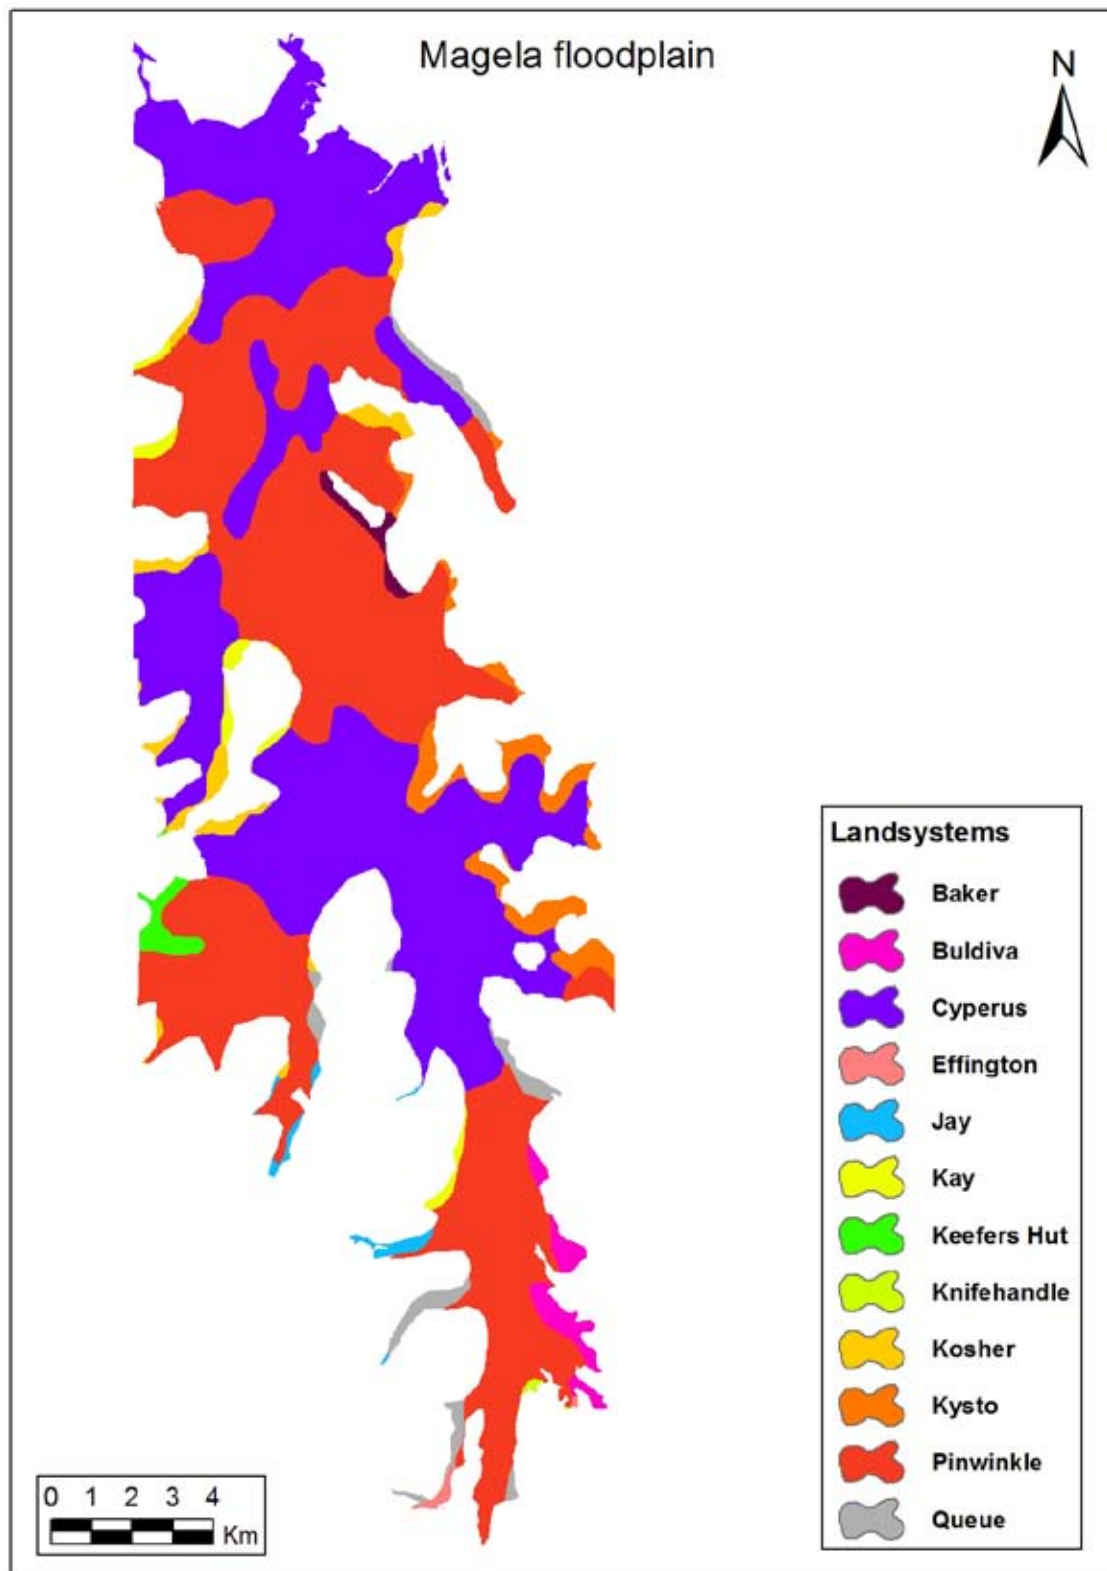 Magela floodplain
N
Landsystems
Baker
Buldiva
Cyperus
Effington
Jay
Kay
Keefers Hut
Knifehandle
Kosher
Kysto
Pinwinkle
Queue
0 1 2 3 4
Km